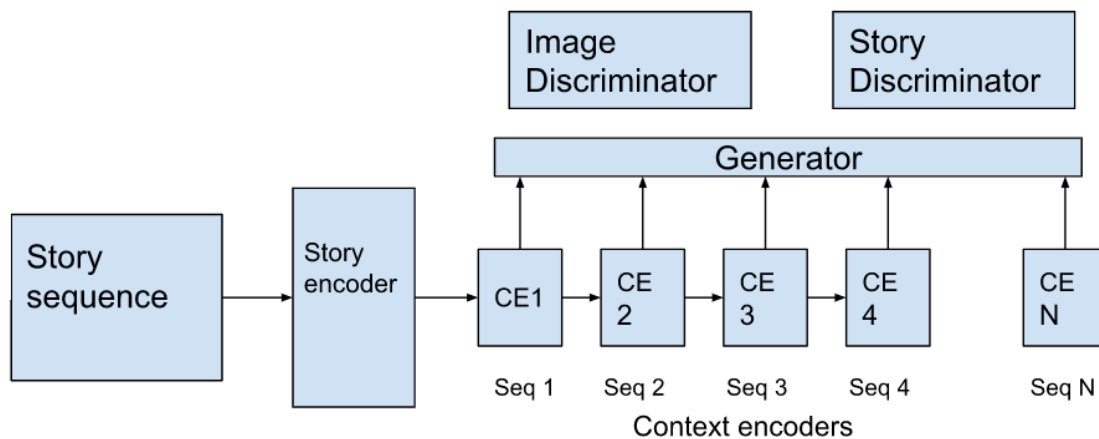 Image
Discriminator
Story
Discriminator
Generator
Story
sequence
Story
encoder
CE1
CE
2
CE
3
CE
4
CE
N
Seq 1
Seq 2
Seq 3
Seq 4
Seq N
Context encoders